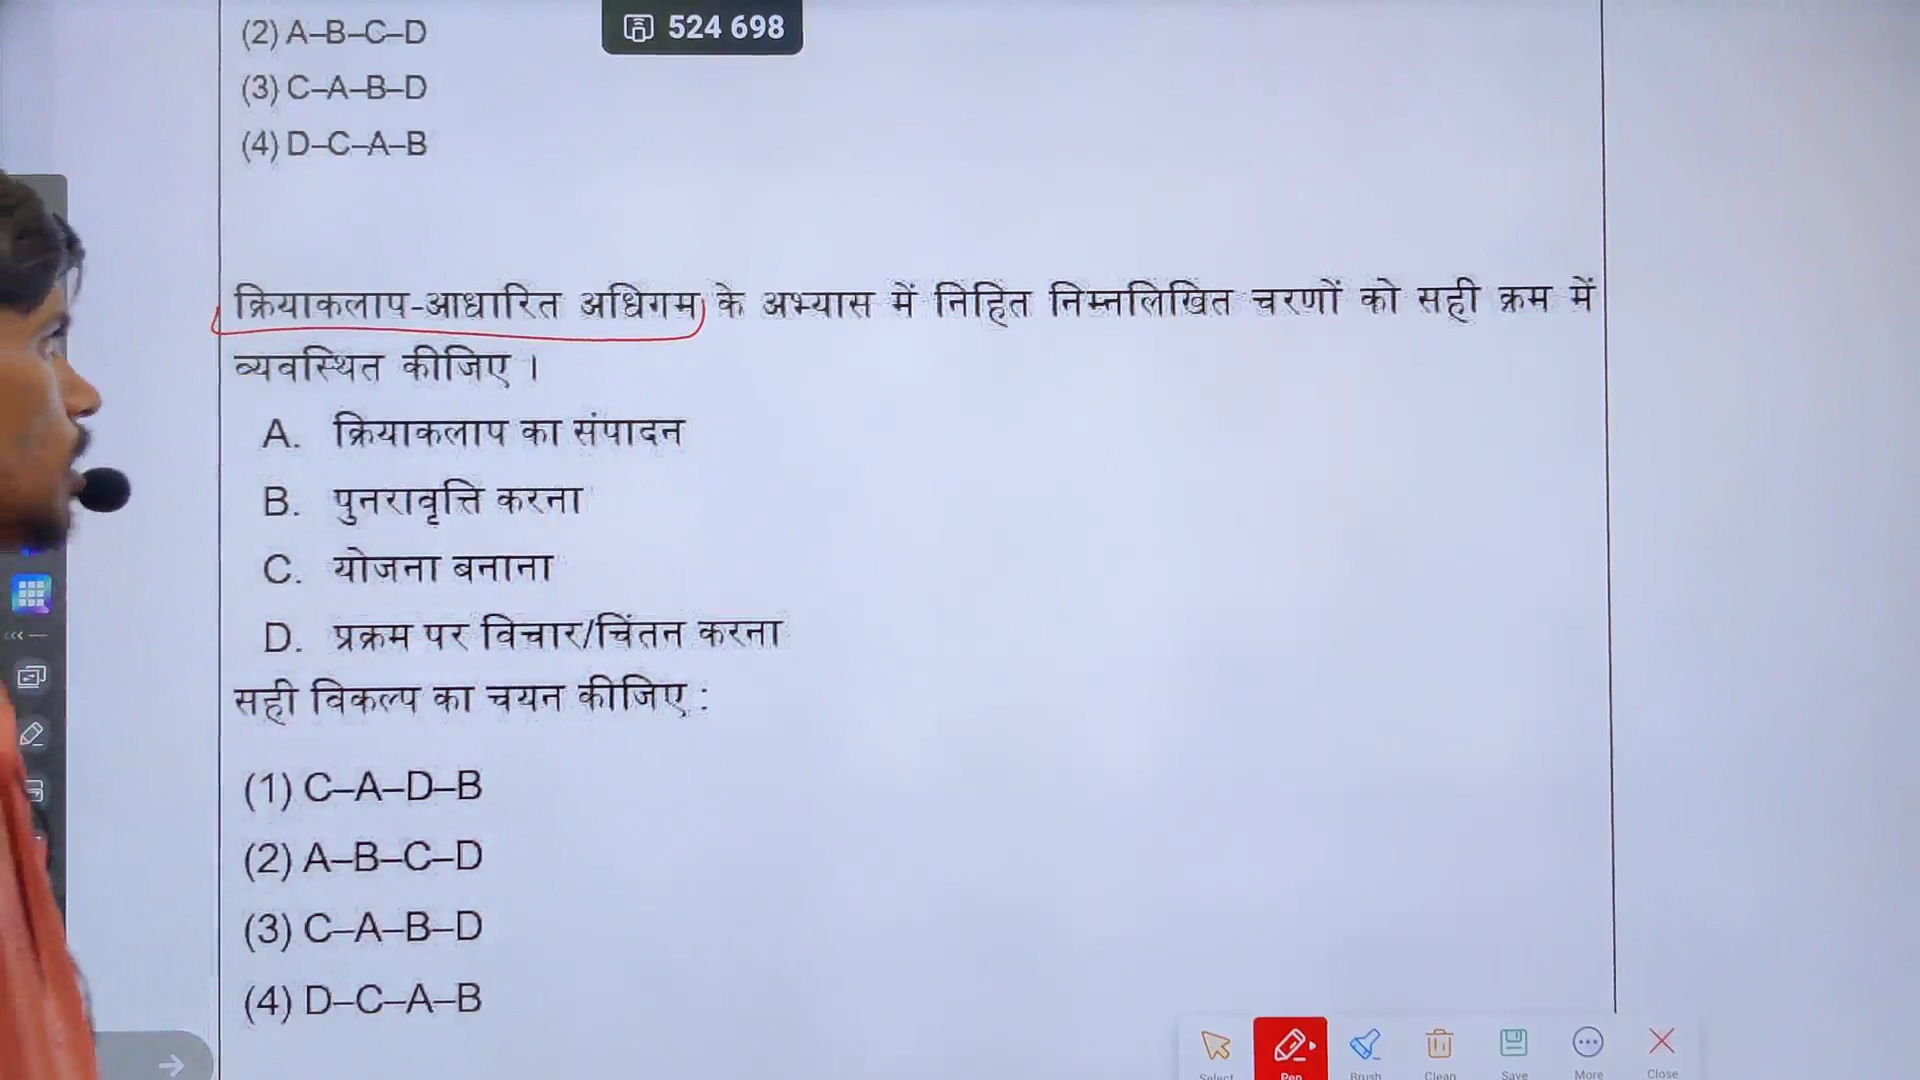 (2) A–B–C–D
524 698
(3) C–A–B–D
(4) D–C–A–B
क्रियाकलाप-आधारित अधिगम के अभ्यास में निहित निम्नलिखित चरणों को सही क्रम में
व्यवस्थित कीजिए ।
A. क्रियाकलाप का संपादन
B. पुनरावृत्ति करना
C. योजना बनाना
D. प्रक्रम पर विचार/चिंतन करना
सही विकल्प का चयन कीजिए :
(1) C–A–D–B
(2) A–B–C–D
(3) C–A–B–D
(4) D–C–A–B
Select Pen Brush Clean Save More Close